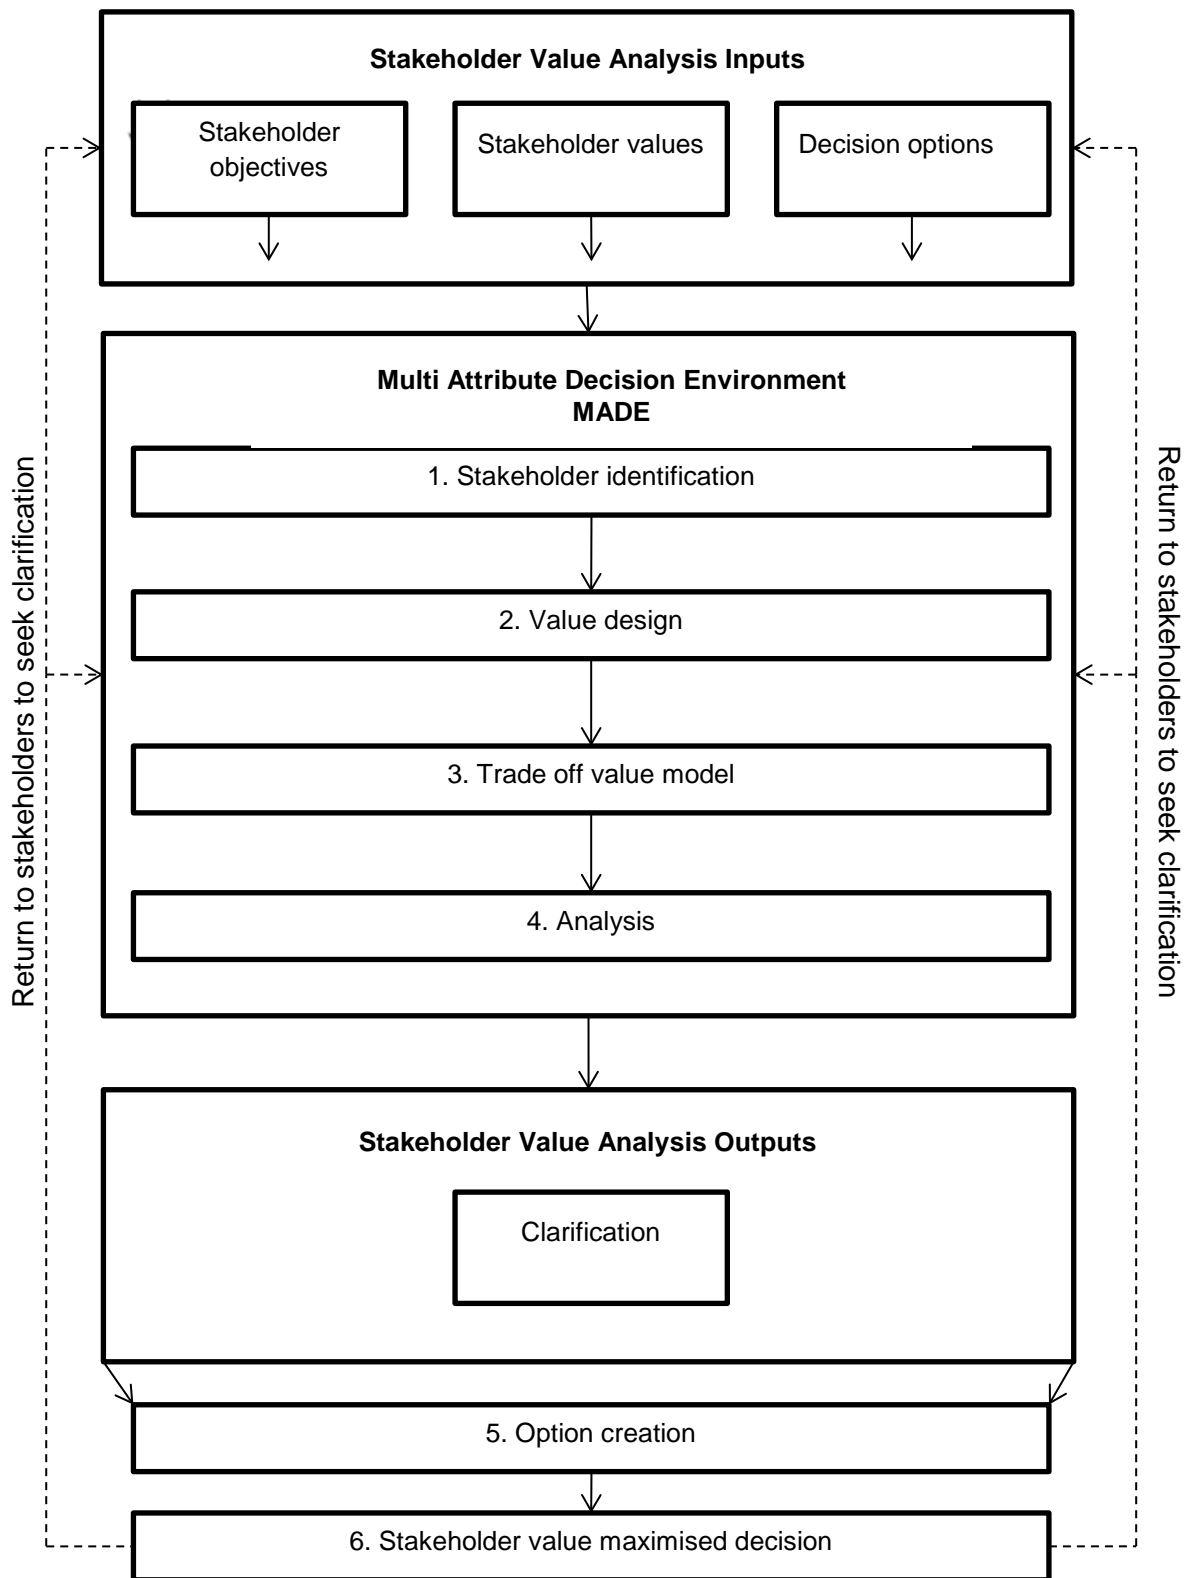 Stakeholder Value Analysis Inputs
Stakeholder
objectives
Stakeholder values
Decision options
Multi Attribute Decision Environment
MADE
1. Stakeholder identification
2. Value design
3. Trade off value model
4. Analysis
Return to stakeholders to seek clarification
Return to stakeholders to seek clarification
Stakeholder Value Analysis Outputs
Clarification
5. Option creation
6. Stakeholder value maximised decision